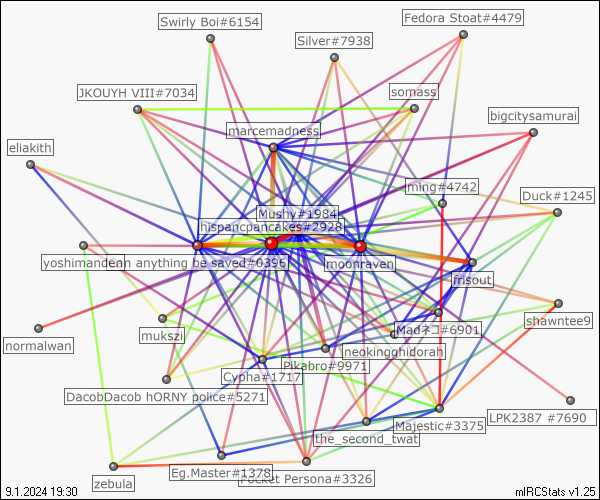 Swirly Boi#6154
Fedora Stoat#4479
Silver#7938
JKOUYH VIII#7034
somass
bigcitysamurai
marcemadness
eliakith
ming#4742
Duck#1245
Mushy#1984
hispancpancakes#2928
yoshimandenn anything be saved#0396
moonraven
frisout
shawntee9
Madネコ#6901
normalwan
mukszi
neokingghidorah
Pikabro#9971
Cypha#1717
DacobDacob hORNY police#5271
LPK2387 #7690
Majestic#3375
the_second_twat
Eg.Master#1378
Pocket Persona#3326
zebula
9.1.2024 19:30
mIRCStats v1.25